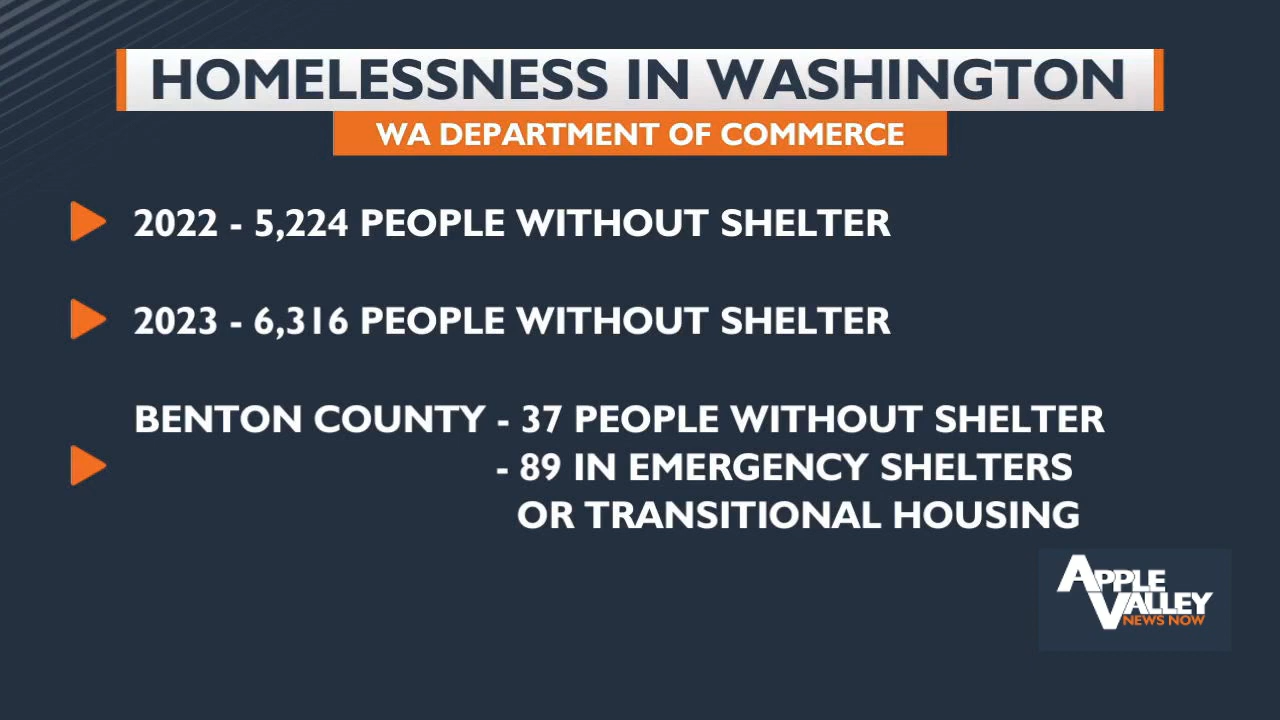 HOMELESSNESS IN WASHINGTON
WA DEPARTMENT OF COMMERCE
2022 - 5,224 PEOPLE WITHOUT SHELTER
2023 - 6,316 PEOPLE WITHOUT SHELTER
BENTON COUNTY - 37 PEOPLE WITHOUT SHELTER
- 89 IN EMERGENCY SHELTERS
OR TRANSITIONAL HOUSING
APPLE
VALLEY
NEWS NOW